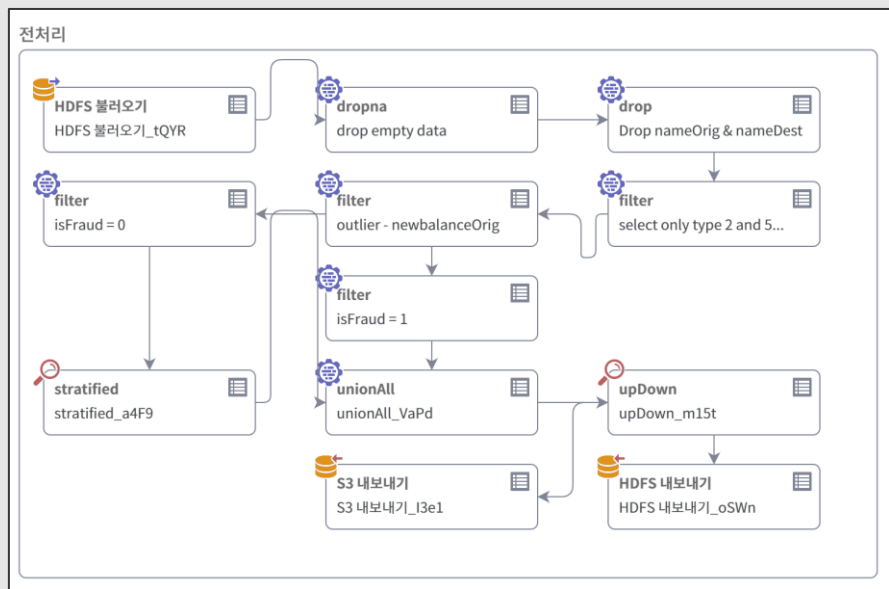 전처리
HDFS 불러오기
HDFS 불러오기_tQYR
dropna
drop empty data
drop
Drop nameOrig & nameDest
filter
isFraud = 0
filter
outlier - newbalanceOrig
filter
select only type 2 and 5...
filter
isFraud = 1
stratified
stratified_a4F9
unionAll
unionAll_VaPd
upDown
upDown_m15t
S3 내보내기
S3 내보내기_I3e1
HDFS 내보내기
HDFS 내보내기_oSWn